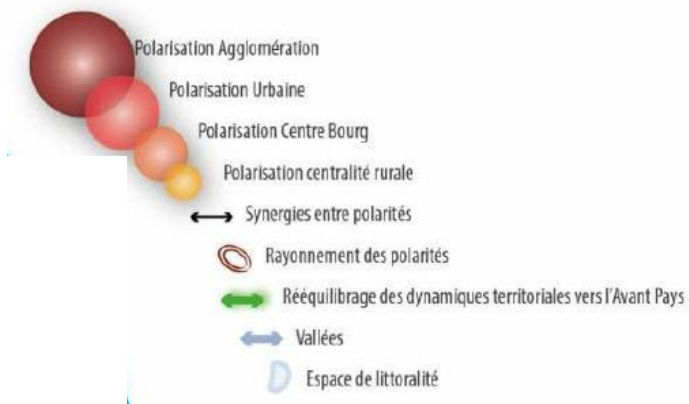 Polarisation Agglomération
Polarisation Urbaine
Polarisation Centre Bourg
Polarisation centralité rurale
Synergies entre polarités
Rayonnement des polarités
Rééquilibrage des dynamiques territoriales vers l'Avant Pays
Vallées
Espace de littoralité